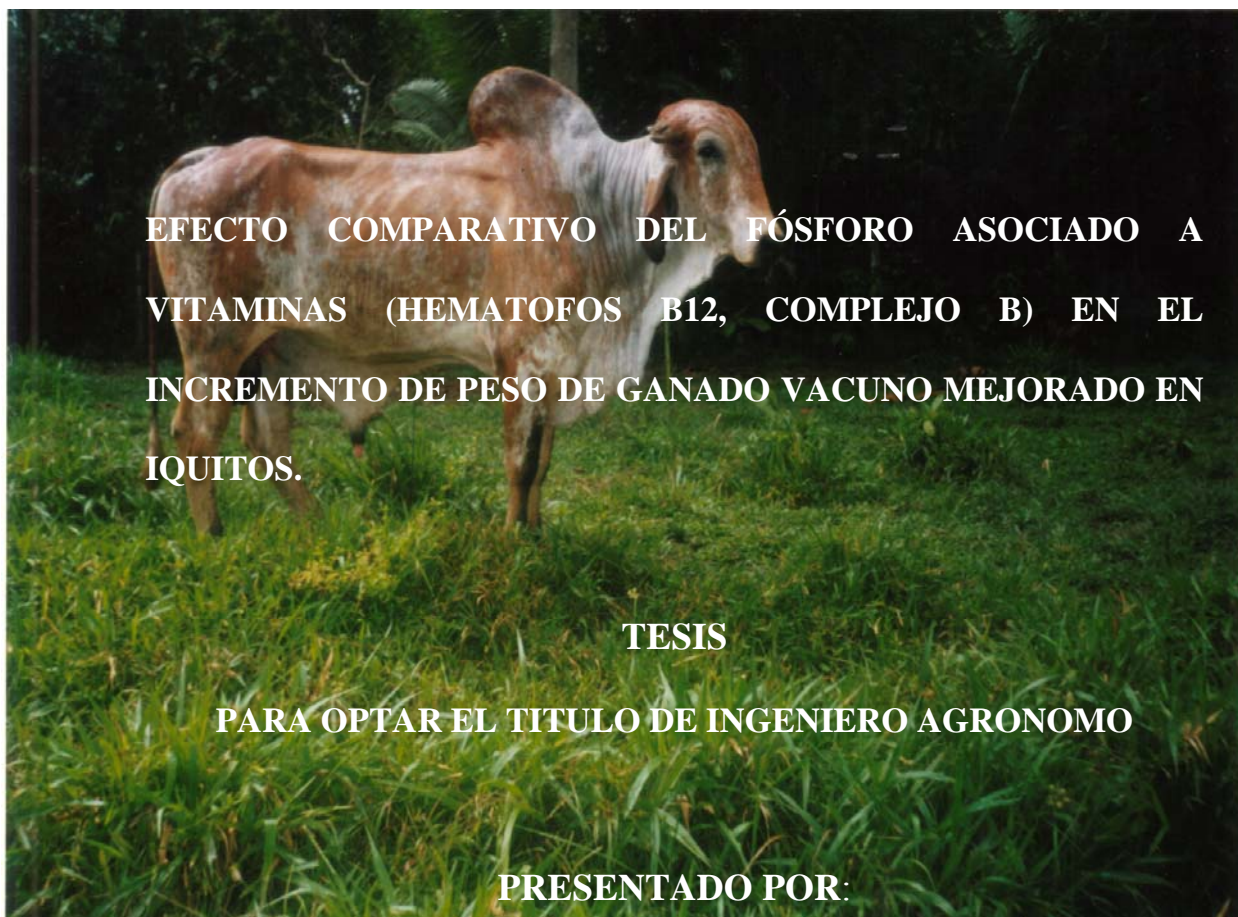 EFECTO COMPARATIVO DEL FÓSFORO ASOCIADO A
VITAMINAS (HEMATOFOS B12, COMPLEJO B) EN EL
INCREMENTO DE PESO DE GANADO VACUNO MEJORADO EN
IQUITOS.
TESIS
PARA OPTAR EL TITULO DE INGENIERO AGRONOMO
PRESENTADO POR: